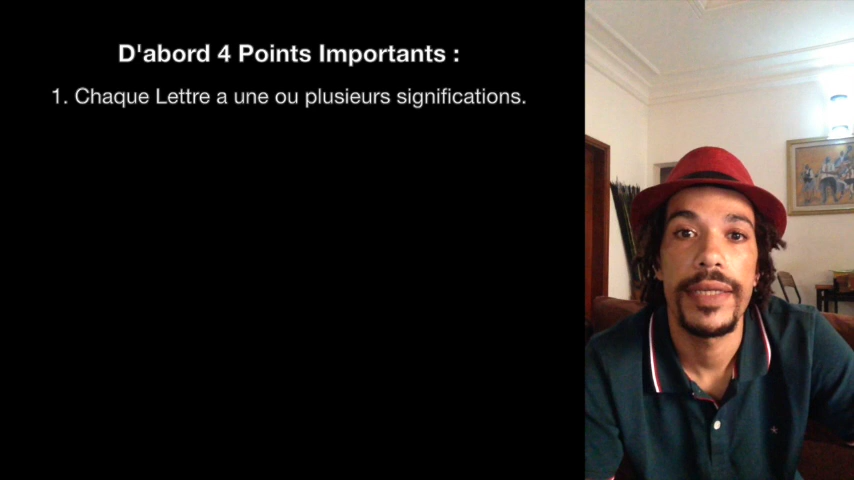 D'abord 4 Points Importants :
1. Chaque Lettre a une ou plusieurs significations.